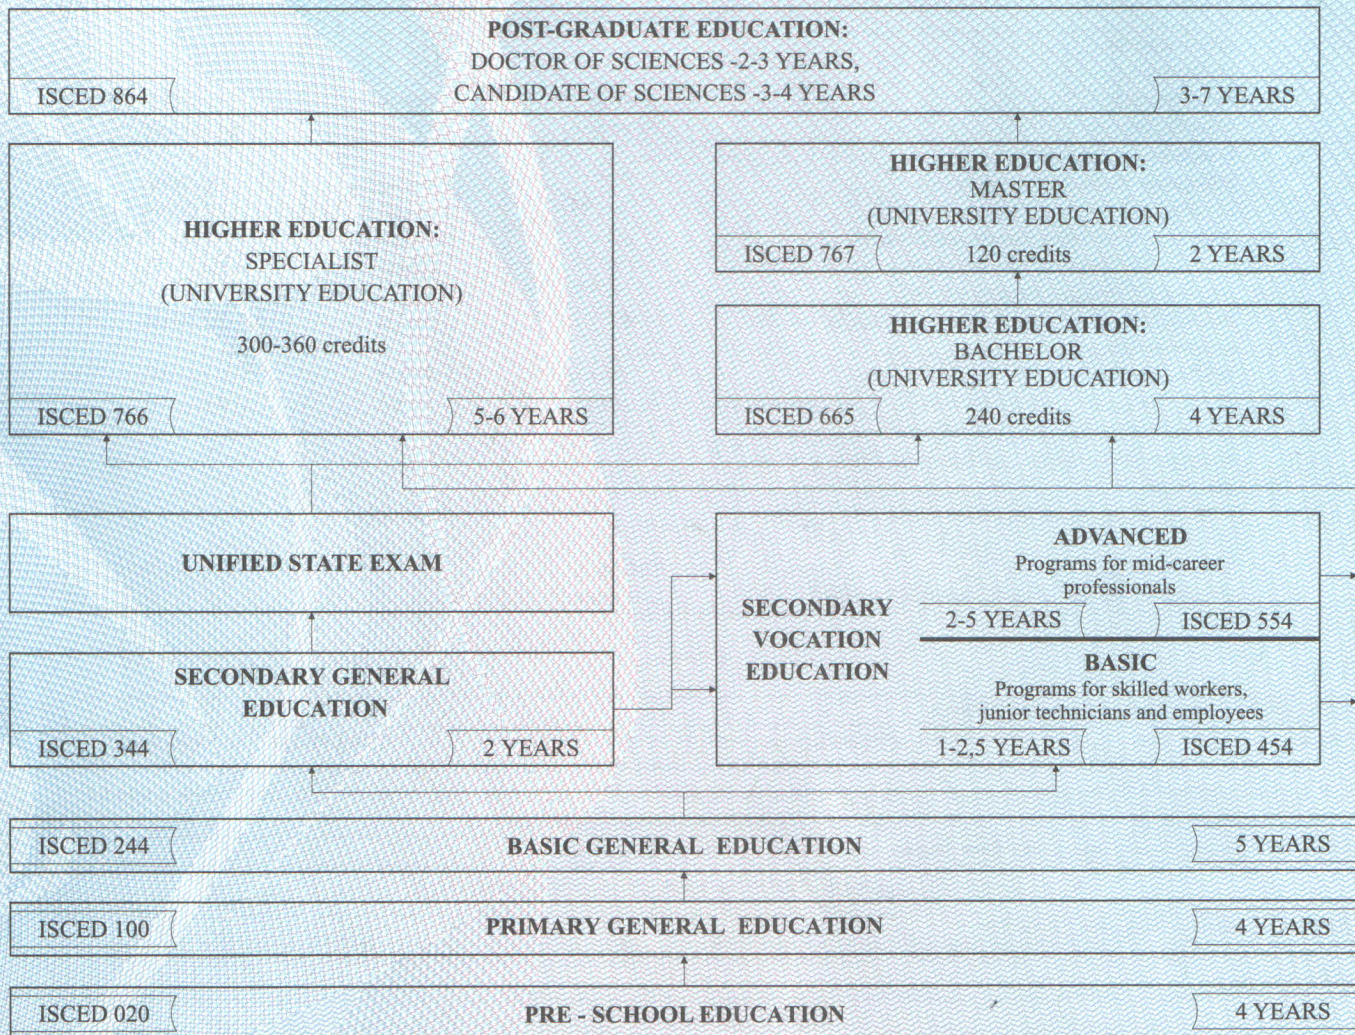 POST-GRADUATE EDUCATION:
DOCTOR OF SCIENCES -2-3 YEARS,
CANDIDATE OF SCIENCES -3-4 YEARS
ISCED 864
3-7 YEARS
HIGHER EDUCATION:
SPECIALIST
(UNIVERSITY EDUCATION)
300-360 credits
ISCED 766
5-6 YEARS
HIGHER EDUCATION:
MASTER
(UNIVERSITY EDUCATION)
ISCED 767
120 credits
2 YEARS
HIGHER EDUCATION:
BACHELOR
(UNIVERSITY EDUCATION)
ISCED 665
240 credits
4 YEARS
UNIFIED STATE EXAM
SECONDARY GENERAL
EDUCATION
ISCED 344
2 YEARS
SECONDARY
VOCATION
EDUCATION
ADVANCED
Programs for mid-career
professionals
2-5 YEARS
ISCED 554
BASIC
Programs for skilled workers,
junior technicians and employees
1-2,5 YEARS
ISCED 454
ISCED 244
BASIC GENERAL EDUCATION
5 YEARS
ISCED 100
PRIMARY GENERAL EDUCATION
4 YEARS
ISCED 020
PRE - SCHOOL EDUCATION
4 YEARS